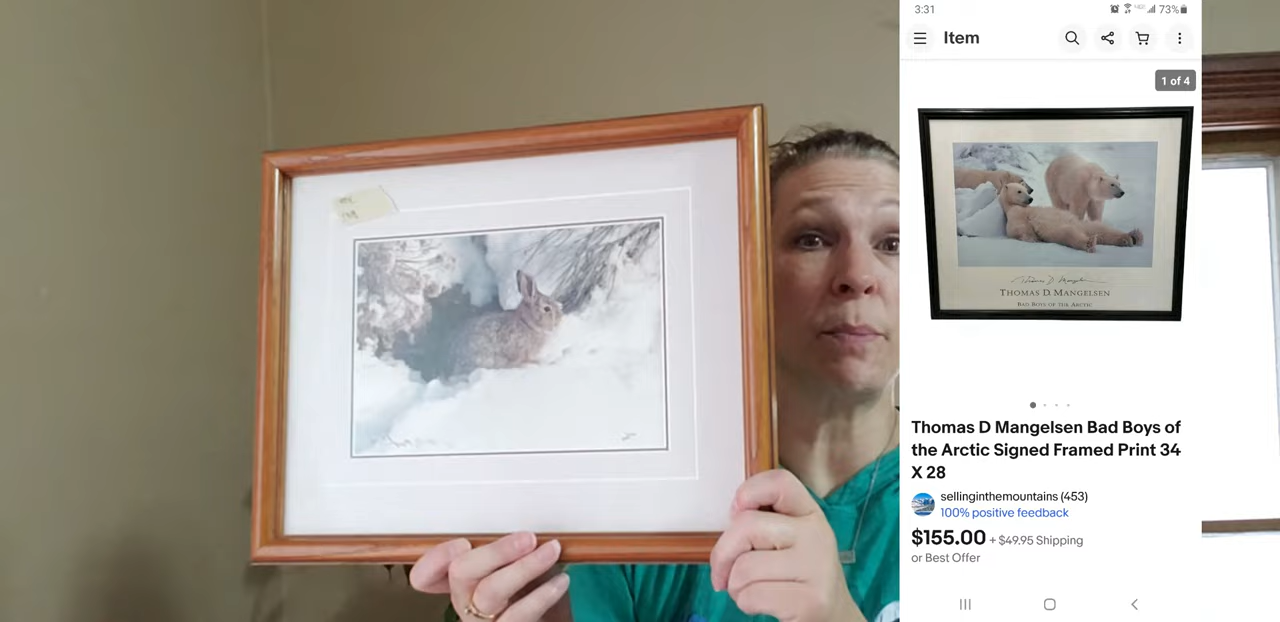 3:31
73%
Item
1 of 4
THOMAS D. MANGELSEN
BAD BOYS OF THE ARCTIC
Thomas D Mangelsen Bad Boys of
the Arctic Signed Framed Print 34
X 28
sellinginthemountains (453)
100% positive feedback
$155.00 + $49.95 Shipping
or Best Offer